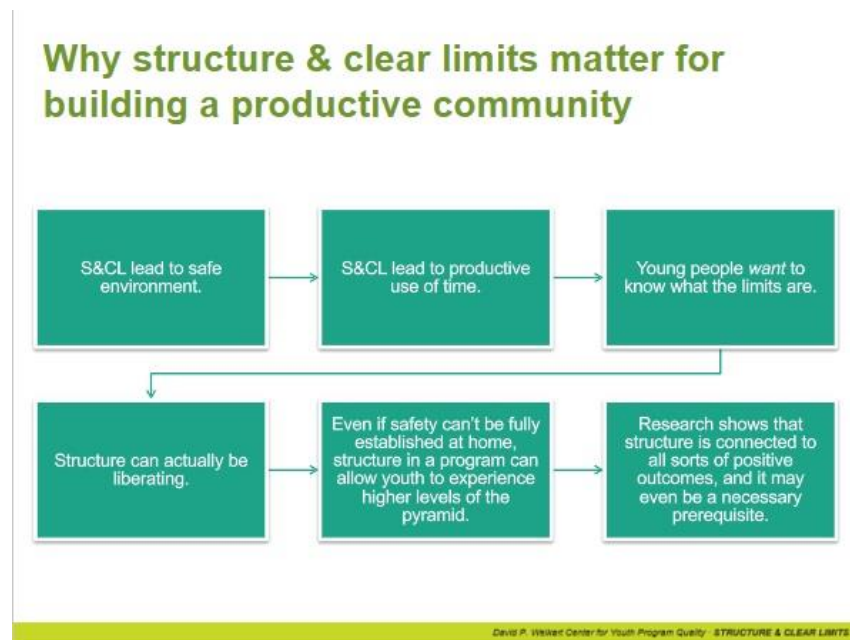 Why structure & clear limits matter for
building a productive community
S&CL lead to safe
environment.
S&CL lead to productive
use of time.
Young people want to
know what the limits are.
Structure can actually be
liberating.
Even if safety can't be fully
established at home,
structure in a program can
allow youth to experience
higher levels of the
pyramid.
Research shows that
structure is connected to
all sorts of positive
outcomes, and it may
even be a necessary
prerequisite.
David P. Weikart Center for Youth Program Quality · STRUCTURE & CLEAR LIMITS